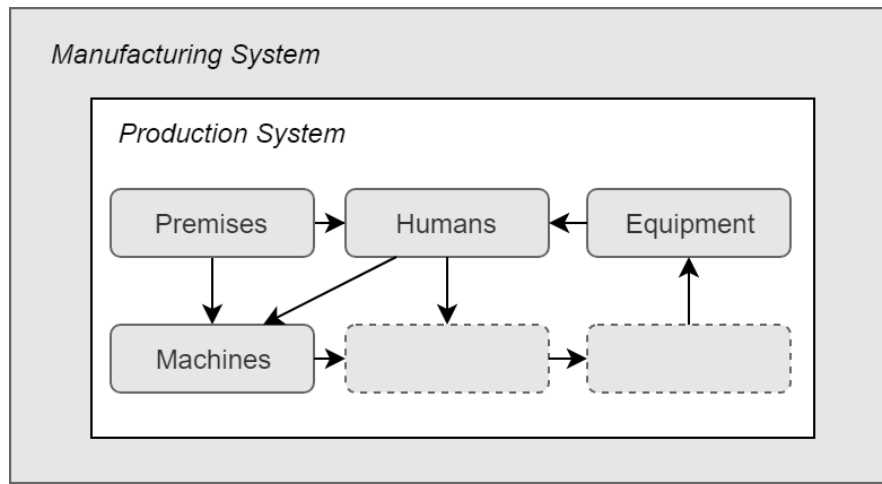 Manufacturing System
Production System
Premises
Humans
Equipment
Machines